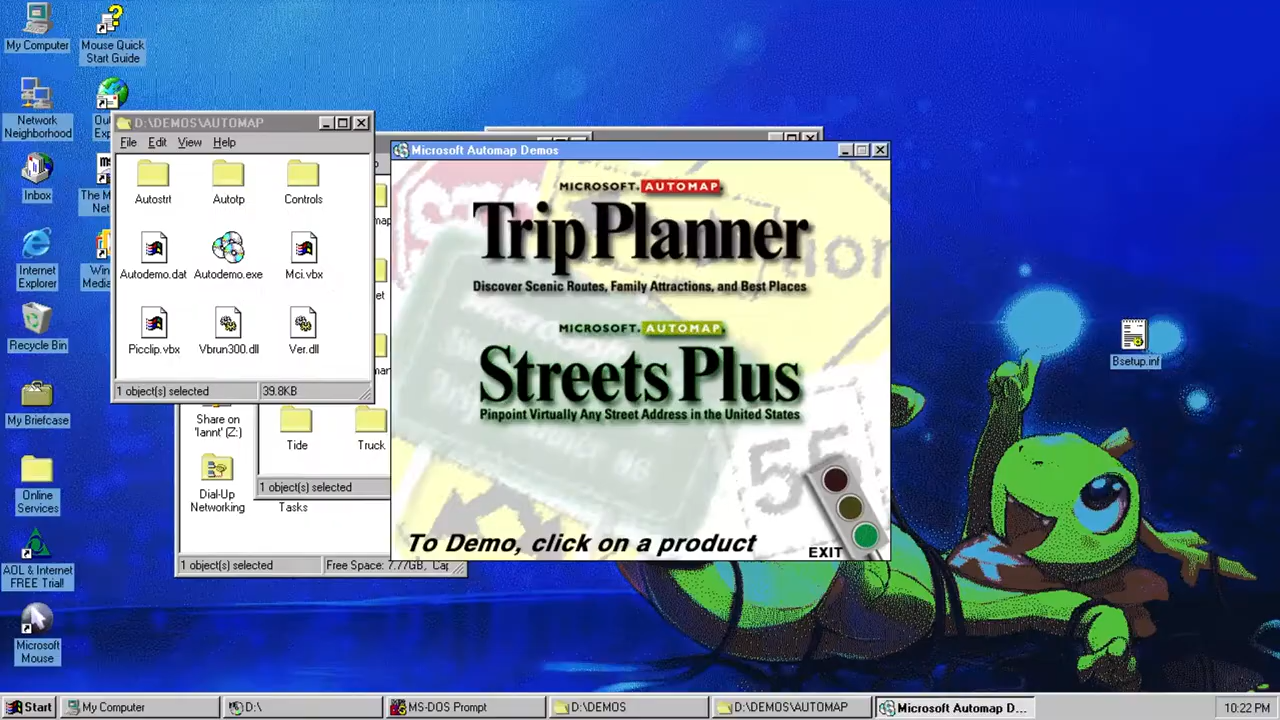 My Computer
Mouse Quick
Start Guide
Network
Neighborhood
Inbox
Internet
Explorer
Recycle Bin
My Briefcase
Online
Services
AOL & Internet
FREE Trial!
Microsoft
Mouse
D:\DEMOS\AUTOMAP
File Edit View Help
Autostrt Autotp Controls
Autodemo.dat Autodemo.exe Mci.vbx
Picclip.vbx Vbrun300.dll Ver.dll
1 object(s) selected 39.8KB
Share on
'Iannt' (Z:)
Dial-Up
Networking
Tasks
Tide Truck
1 object(s) selected
1 object(s) selected Free Space: 7.77GB,
Microsoft Automap Demos
MICROSOFT. AUTOMAP.
Trip Planner
Discover Scenic Routes, Family Attractions, and Best Places
MICROSOFT. AUTOMAP.
Streets Plus
Pinpoint Virtually Any Street Address in the United States
To Demo, click on a product
EXIT
Bsetup.inf
Start My Computer D:\ MS-DOS Prompt D:\DEMOS D:\DEMOS\AUTOMAP Microsoft Automap D... 10:22 PM